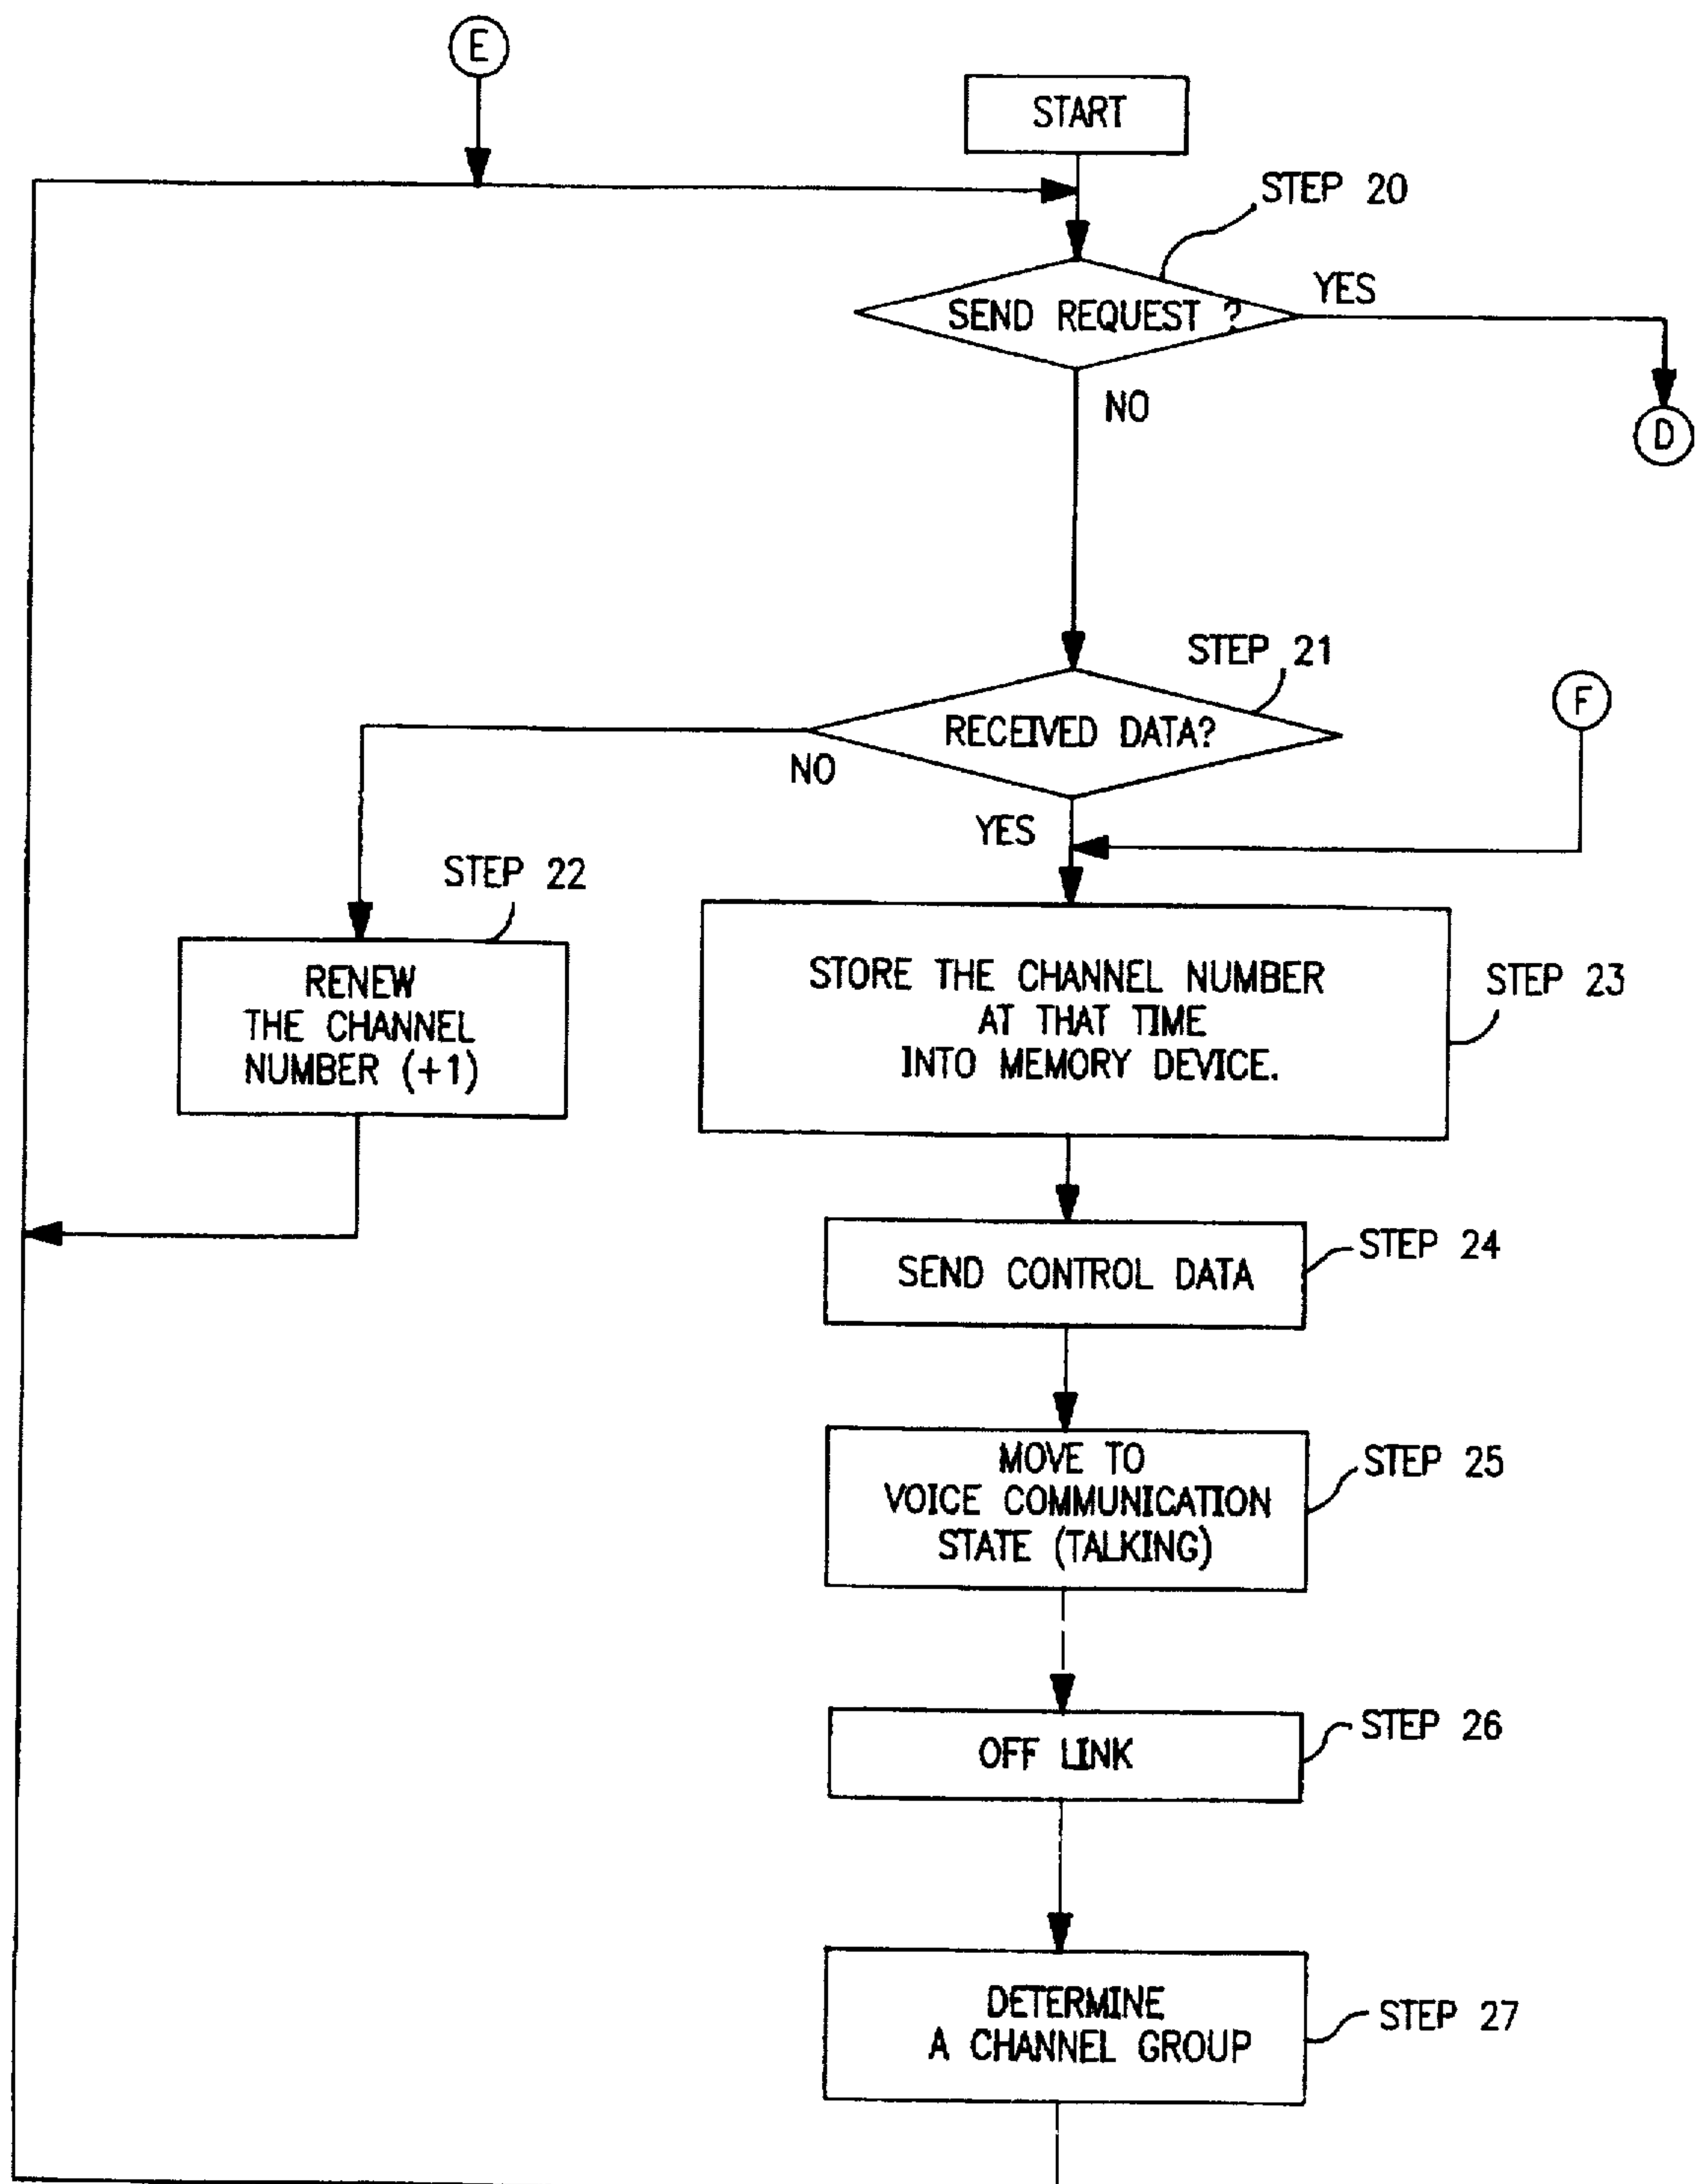 E
START
STEP 20
SEND REQUEST ?
YES
NO
D
STEP 21
RECEIVED DATA?
F
NO
YES
STEP 22
RENEW
THE CHANNEL
NUMBER (+1)
STORE THE CHANNEL NUMBER
AT THAT TIME
INTO MEMORY DEVICE.
STEP 23
SEND CONTROL DATA
STEP 24
MOVE TO
VOICE COMMUNICATION
STATE (TALKING)
STEP 25
OFF LINK
STEP 26
DETERMINE
A CHANNEL GROUP
STEP 27